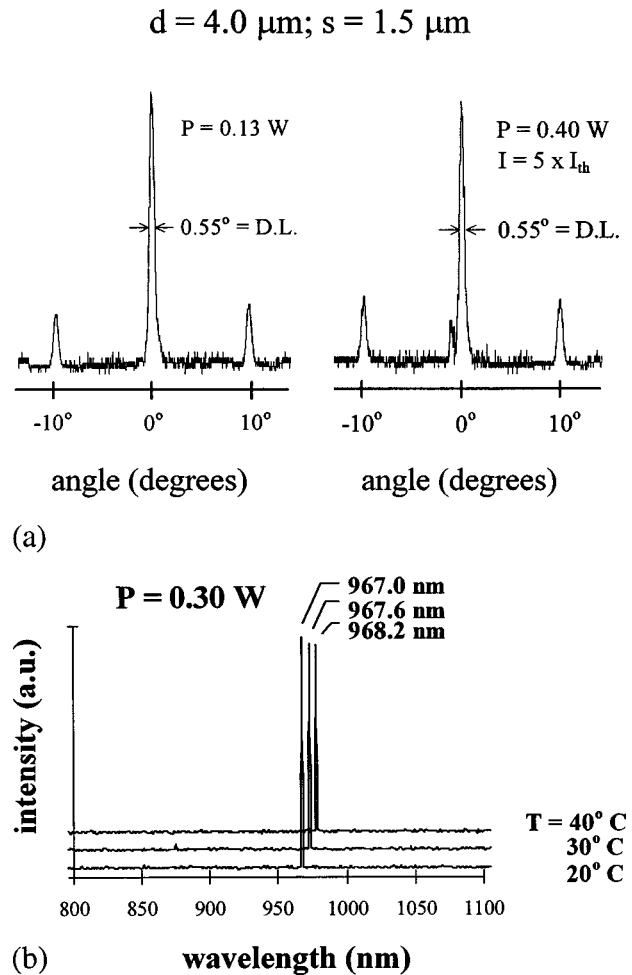 d = 4.0 µm; s = 1.5 µm
P = 0.13 W
P = 0.40 W
I = 5 x Ith
0.55° = D.L.
0.55° = D.L.
-10° 0° 10°
-10° 0° 10°
angle (degrees)
angle (degrees)
(a)
P = 0.30 W
967.0 nm
967.6 nm
968.2 nm
intensity (a.u.)
T = 40° C
30° C
20° C
800 850 900 950 1000 1050 1100
(b) wavelength (nm)